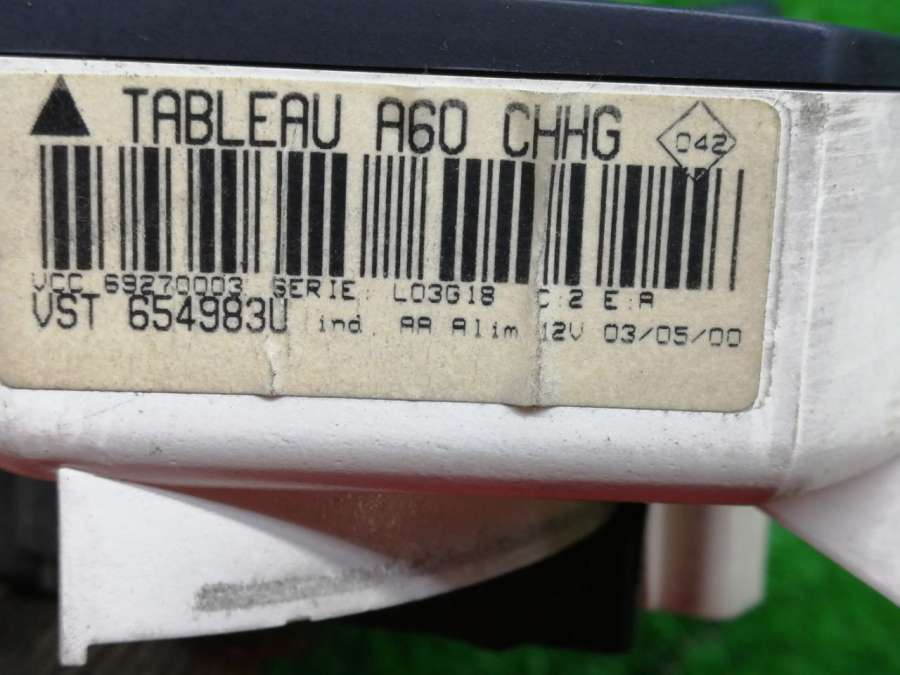 TABLEAU A60 CHHG 042
VCC 69270003 SERIE: L03G18 C:2 E:A
VST 654983U ind. AA Alim 12V 03/05/00